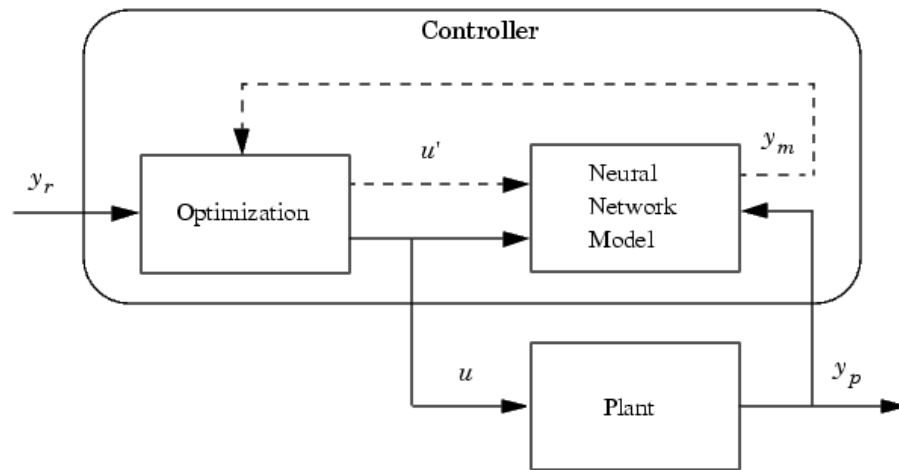 Controller
u'
y_m
y_r
Optimization
Neural
Network
Model
u
y_p
Plant